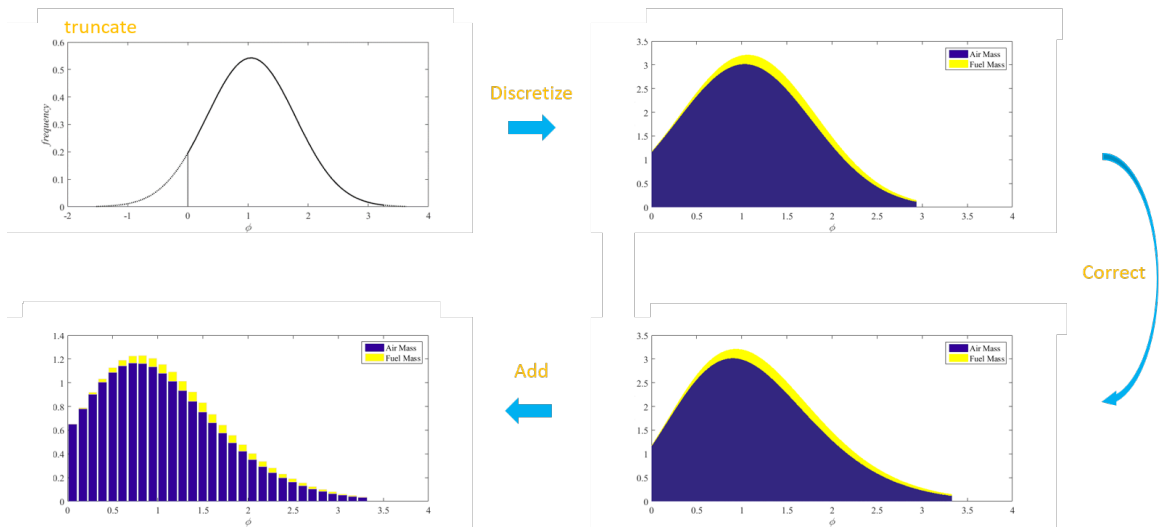 truncate
0.6
0.5
0.4
0.3
0.2
0.1
0
frequency
-2 -1 0 1 2 3 4
ϕ
Discretize
3.5
3
2.5
2
1.5
1
0.5
0
Air Mass
Fuel Mass
0 0.5 1 1.5 2 2.5 3 3.5 4
ϕ
Correct
3.5
3
2.5
2
1.5
1
0.5
0
Air Mass
Fuel Mass
0 0.5 1 1.5 2 2.5 3 3.5 4
ϕ
Add
1.4
1.2
1
0.8
0.6
0.4
0.2
0
Air Mass
Fuel Mass
0 0.5 1 1.5 2 2.5 3 3.5 4
ϕ